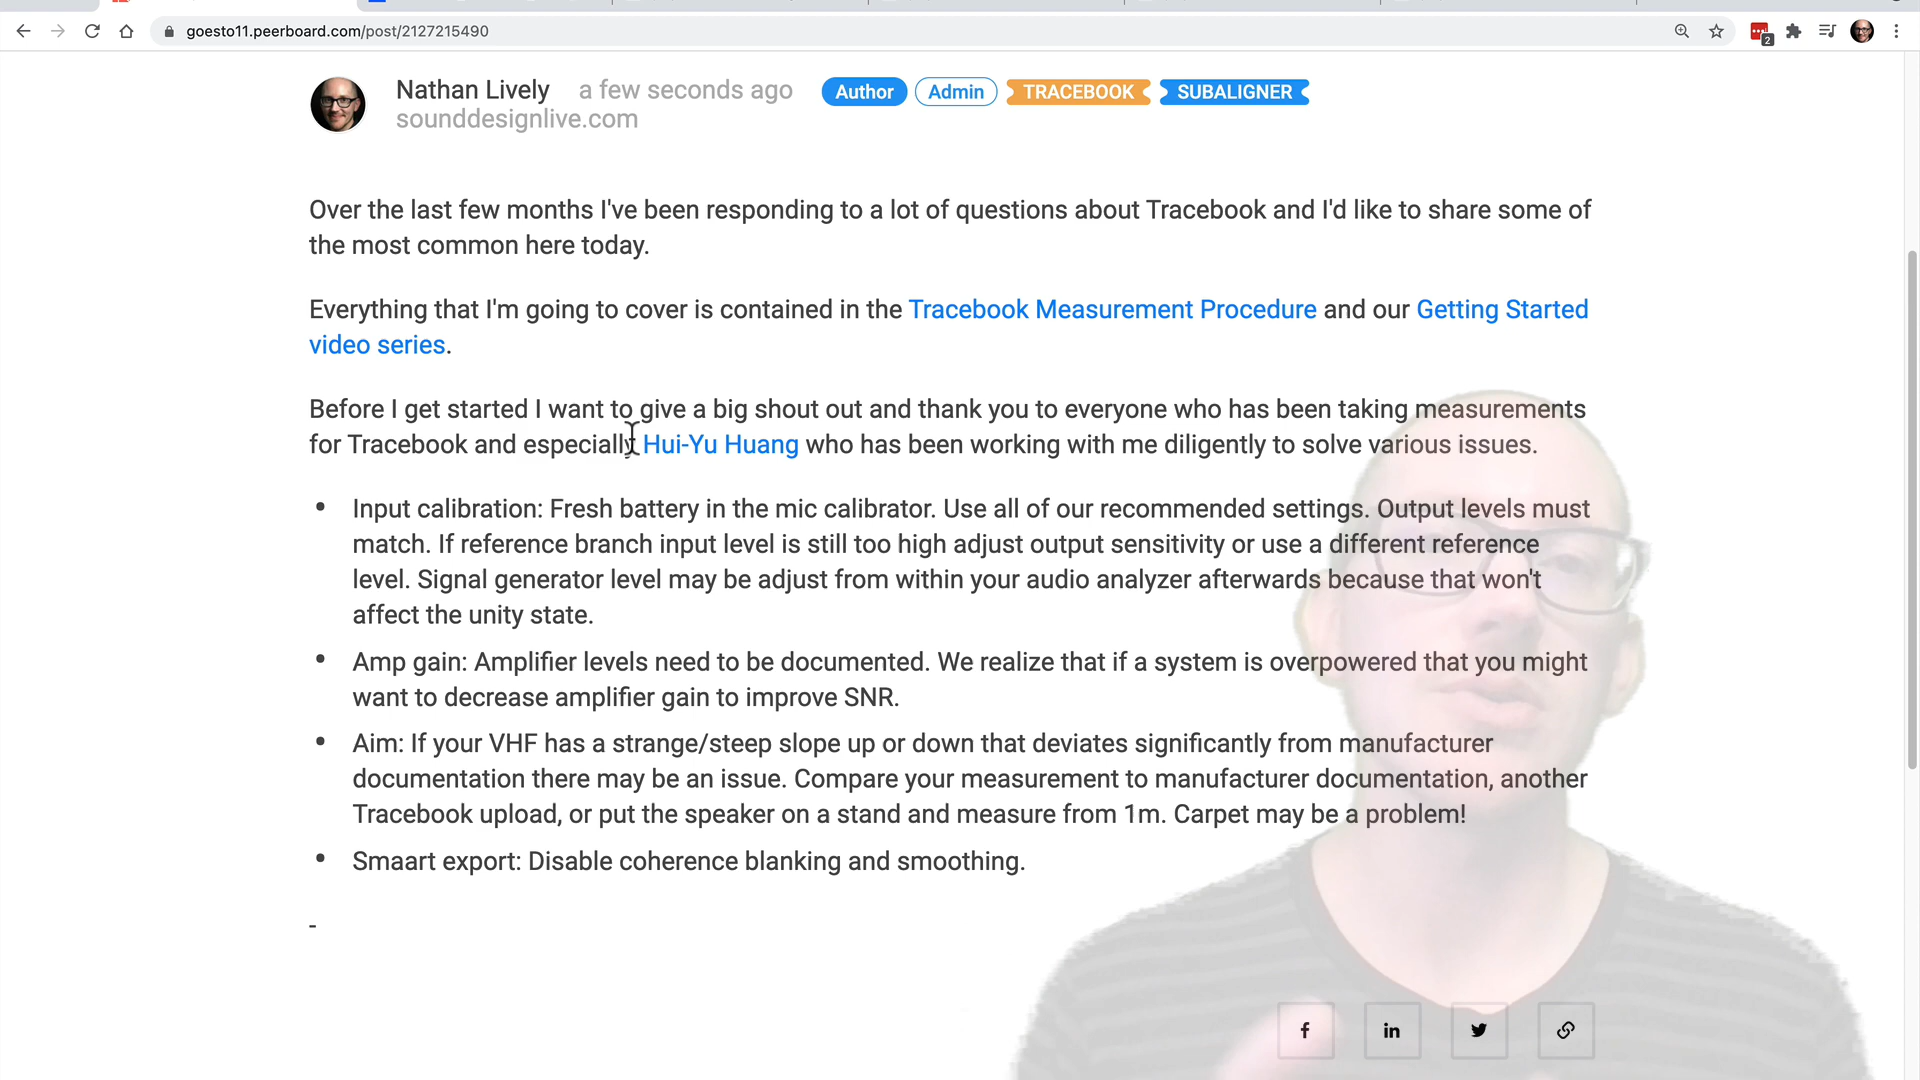 goesto11.peerboard.com/post/2127215490
2
Nathan Lively a few seconds ago Author Admin TRACEBOOK SUBALIGNER
sounddesignlive.com
Over the last few months I've been responding to a lot of questions about Tracebook and I'd like to share some of
the most common here today.
Everything that I'm going to cover is contained in the Tracebook Measurement Procedure and our Getting Started
video series.
Before I get started I want to give a big shout out and thank you to everyone who has been taking measurements
for Tracebook and especially Hui-Yu Huang who has been working with me diligently to solve various issues.
• Input calibration: Fresh battery in the mic calibrator. Use all of our recommended settings. Output levels must
match. If reference branch input level is still too high adjust output sensitivity or use a different reference
level. Signal generator level may be adjust from within your audio analyzer afterwards because that won't
affect the unity state.
• Amp gain: Amplifier levels need to be documented. We realize that if a system is overpowered that you might
want to decrease amplifier gain to improve SNR.
• Aim: If your VHF has a strange/steep slope up or down that deviates significantly from manufacturer
documentation there may be an issue. Compare your measurement to manufacturer documentation, another
Tracebook upload, or put the speaker on a stand and measure from 1m. Carpet may be a problem!
• Smaart export: Disable coherence blanking and smoothing.
-
f in